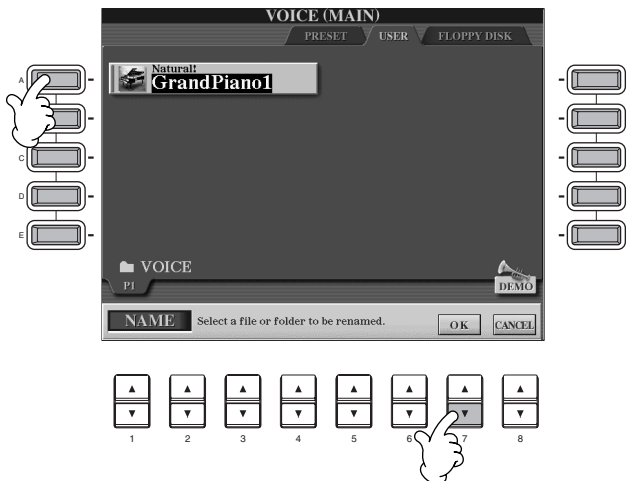 VOICE (MAIN)
PRESET USER FLOPPY DISK
Natural!
GrandPiano1
A
C
D
E
VOICE
P1
DEMO
NAME Select a file or folder to be renamed. OK CANCEL
1 2 3 4 5 6 7 8